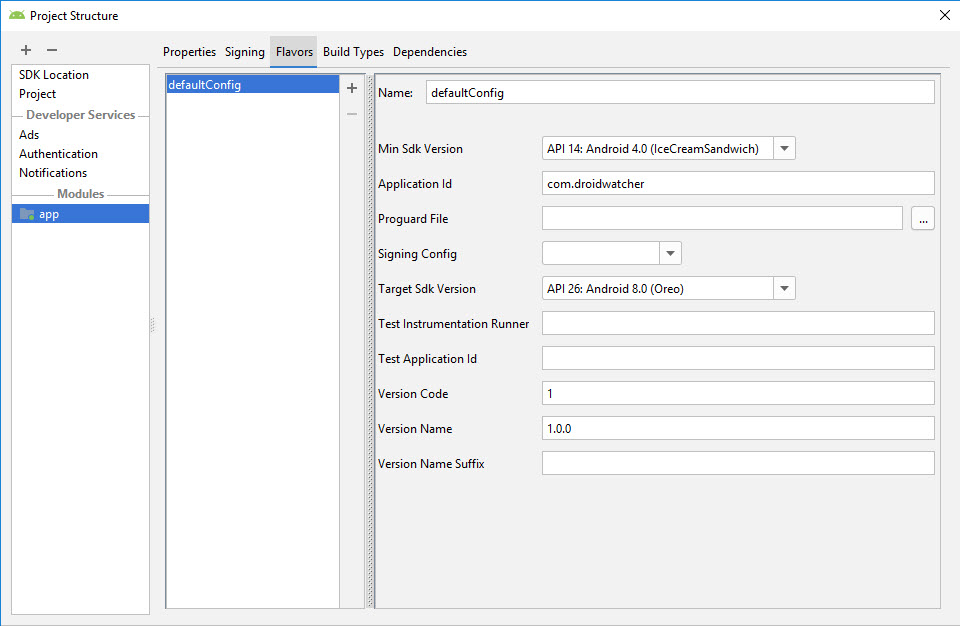 Project Structure
SDK Location
Project
Developer Services
Ads
Authentication
Notifications
Modules
app
Properties Signing Flavors Build Types Dependencies
defaultConfig
Name: defaultConfig
Min Sdk Version API 14: Android 4.0 (IceCreamSandwich)
Application Id com.droidwatcher
Proguard File ...
Signing Config
Target Sdk Version API 26: Android 8.0 (Oreo)
Test Instrumentation Runner
Test Application Id
Version Code 1
Version Name 1.0.0
Version Name Suffix